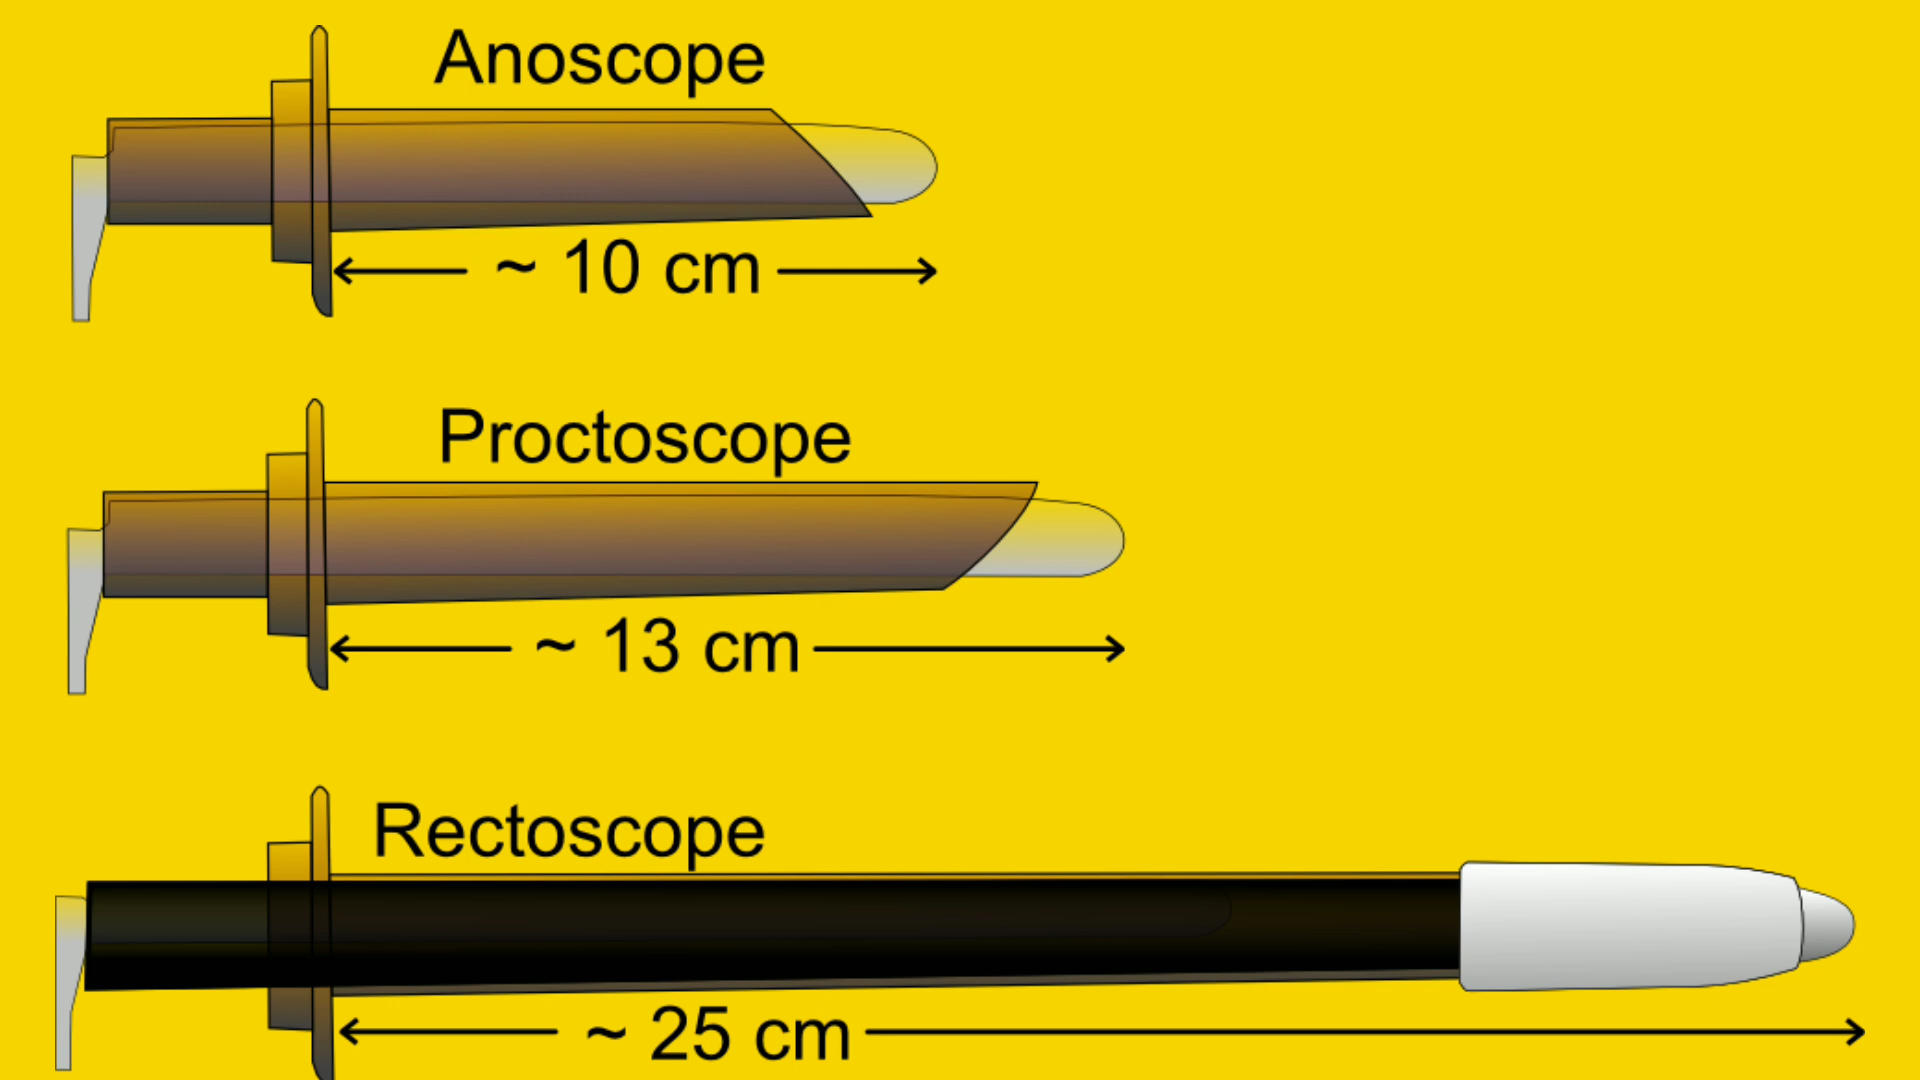 Anoscope
~ 10 cm
Proctoscope
~ 13 cm
Rectoscope
~ 25 cm